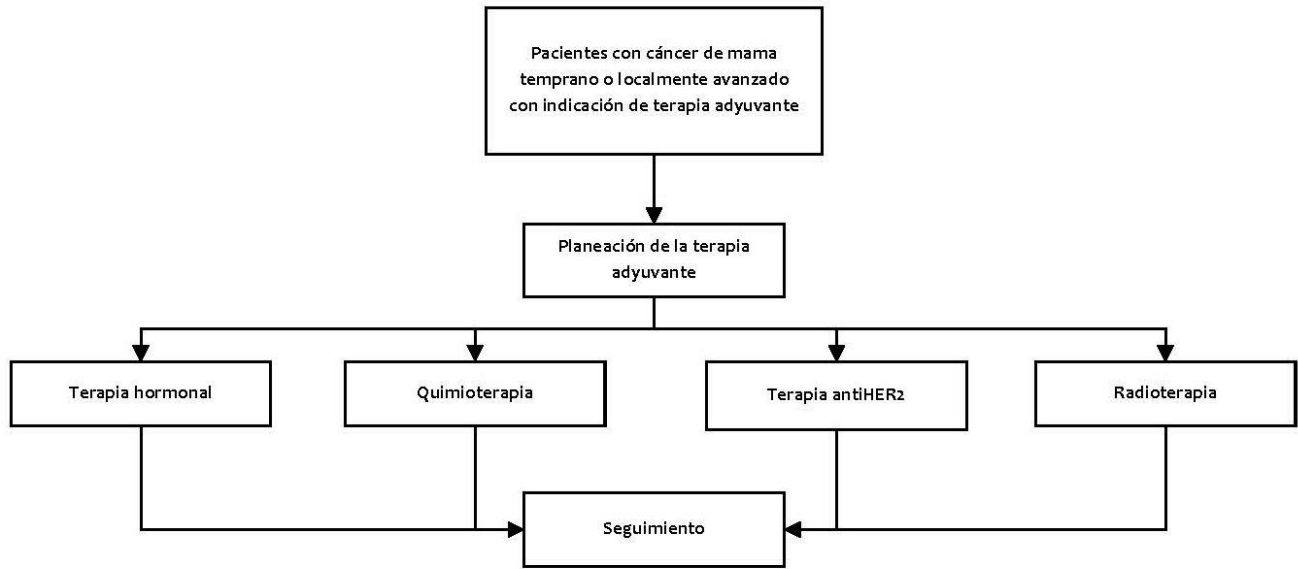 Pacientes con cáncer de mama
temprano o localmente avanzado
con indicación de terapia adyuvante
Planeación de la terapia
adyuvante
Terapia hormonal
Quimioterapia
Terapia antiHER2
Radioterapia
Seguimiento